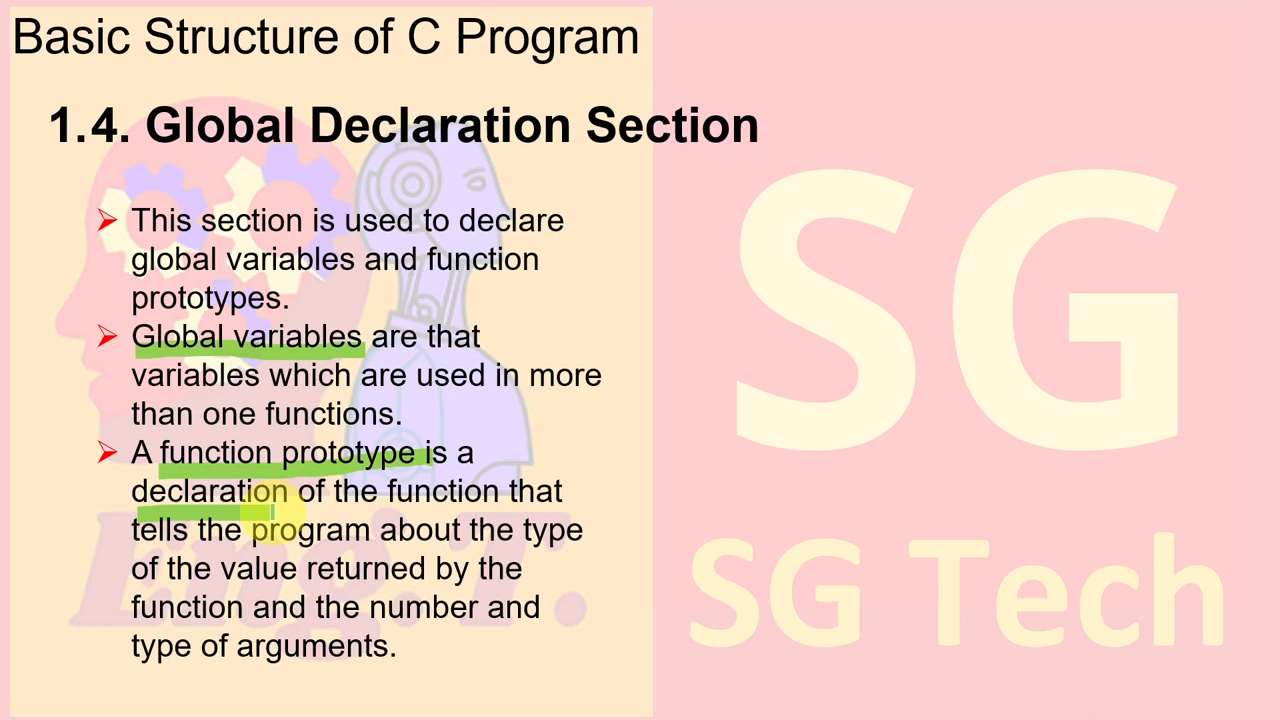 Basic Structure of C Program
1.4. Global Declaration Section
➢ This section is used to declare
global variables and function
prototypes.
➢ Global variables are that
variables which are used in more
than one functions.
➢ A function prototype is a
declaration of the function that
tells the program about the type
of the value returned by the
function and the number and
type of arguments.
Eng.T.
SG
SG Tech